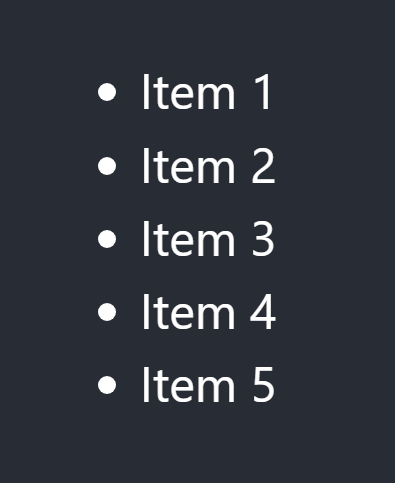 • Item 1
• Item 2
• Item 3
• Item 4
• Item 5